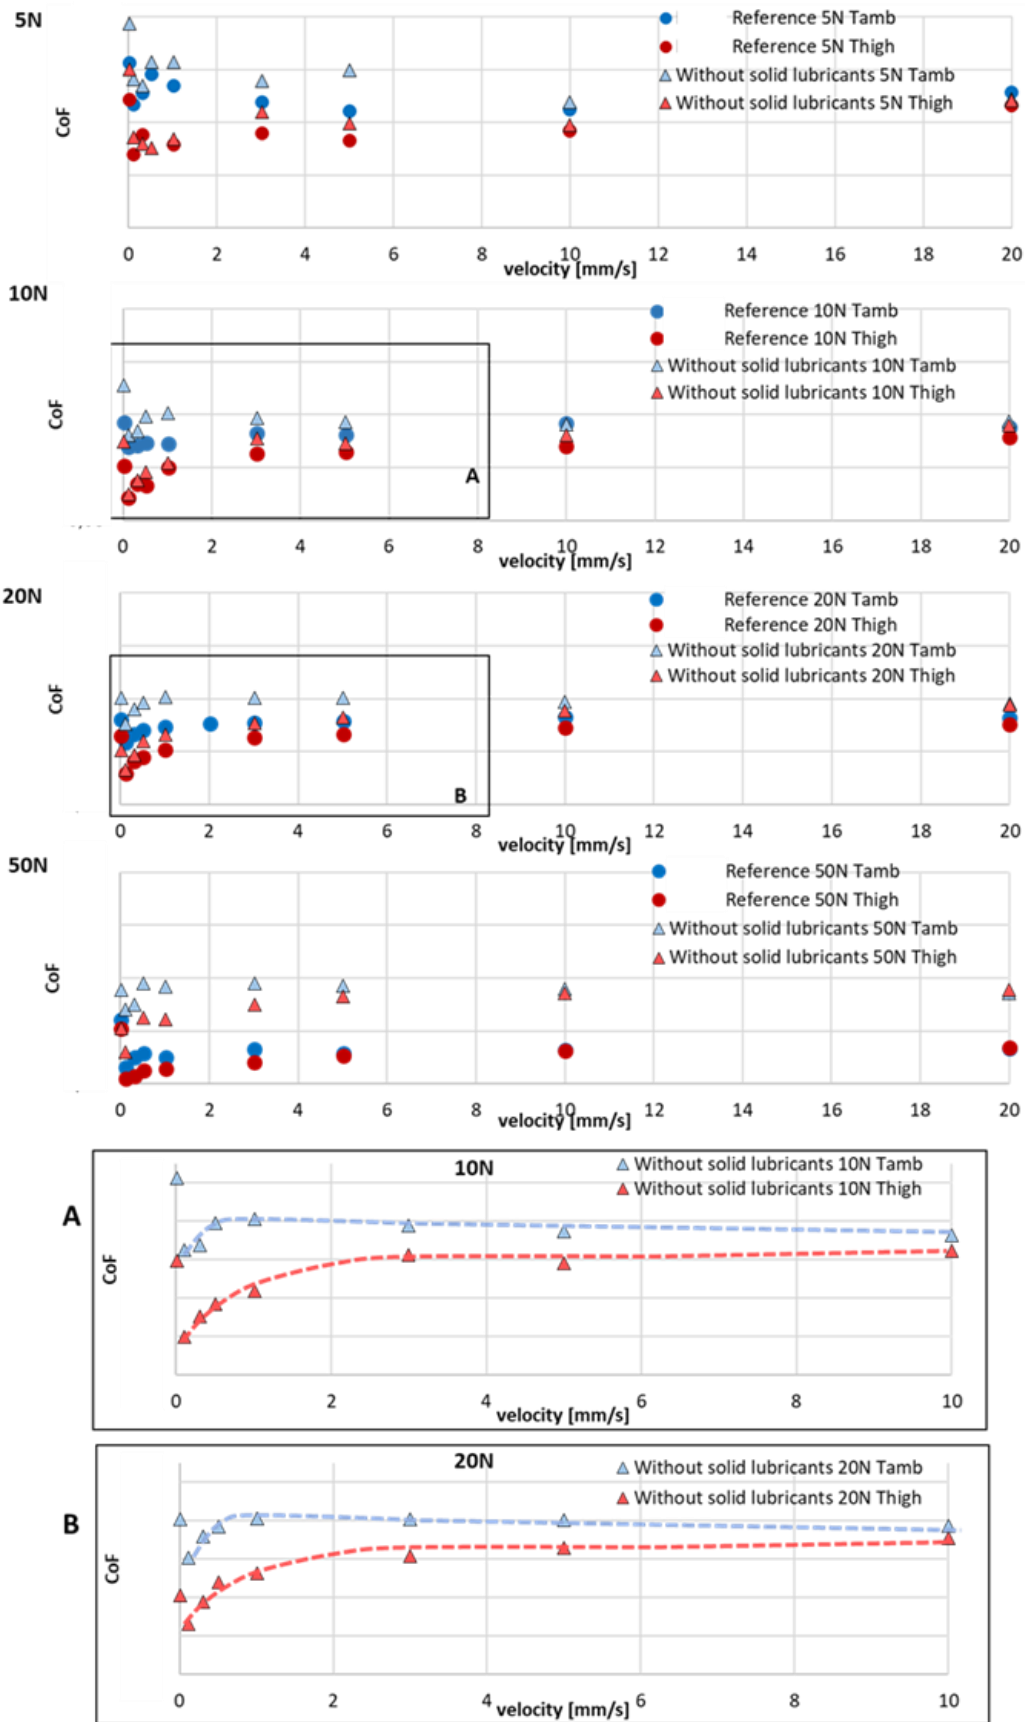 5N
Reference 5N Tamb
Reference 5N Thigh
Without solid lubricants 5N Tamb
Without solid lubricants 5N Thigh
CoF
0 2 4 6 8 10 12 14 16 18 20
velocity [mm/s]
10N
Reference 10N Tamb
Reference 10N Thigh
Without solid lubricants 10N Tamb
Without solid lubricants 10N Thigh
CoF
A
0 2 4 6 8 10 12 14 16 18 20
velocity [mm/s]
20N
Reference 20N Tamb
Reference 20N Thigh
Without solid lubricants 20N Tamb
Without solid lubricants 20N Thigh
CoF
B
0 2 4 6 8 10 12 14 16 18 20
velocity [mm/s]
50N
Reference 50N Tamb
Reference 50N Thigh
Without solid lubricants 50N Tamb
Without solid lubricants 50N Thigh
CoF
0 2 4 6 8 10 12 14 16 18 20
velocity [mm/s]
10N
Without solid lubricants 10N Tamb
Without solid lubricants 10N Thigh
A
CoF
0 2 4 6 8 10
velocity [mm/s]
20N
Without solid lubricants 20N Tamb
Without solid lubricants 20N Thigh
B
CoF
0 2 4 6 8 10
velocity [mm/s]